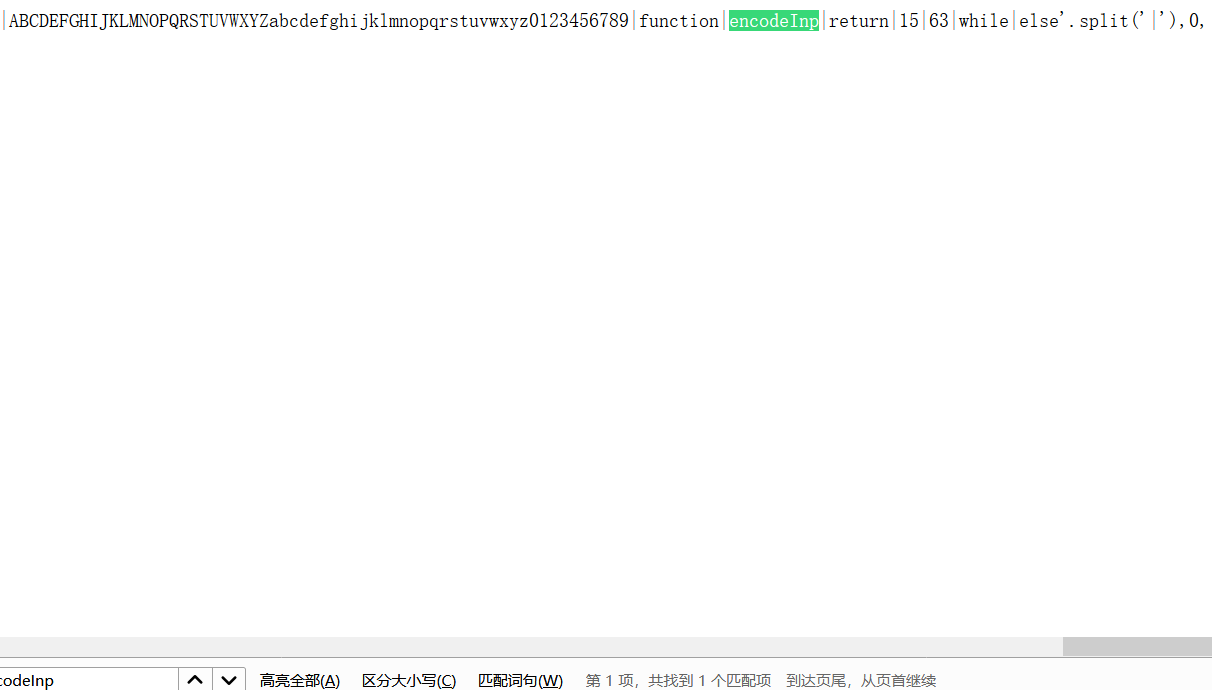 |ABCDEFGHIJKLMNOPQRSTUVWXYZabcdefghijklmnopqrstuvwxyz0123456789|function|encodeInp|return|15|63|while|else'.split('|'),0,
codeInp 高亮全部(A) 区分大小写(C) 匹配词句(W) 第 1 项，共找到 1 个匹配项 到达页尾，从页首继续